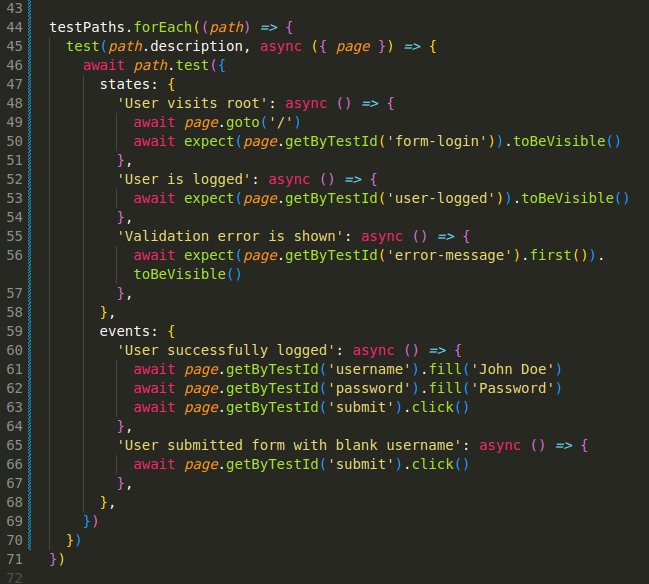 43
44 testPaths.forEach((path) => {
45 test(path.description, async ({ page }) => {
46 await path.test({
47 states: {
48 'User visits root': async () => {
49 await page.goto('/')
50 await expect(page.getByTestId('form-login')).toBeVisible()
51 },
52 'User is logged': async () => {
53 await expect(page.getByTestId('user-logged')).toBeVisible()
54 },
55 'Validation error is shown': async () => {
56 await expect(page.getByTestId('error-message').first()).
toBeVisible()
57 },
58 },
59 events: {
60 'User successfully logged': async () => {
61 await page.getByTestId('username').fill('John Doe')
62 await page.getByTestId('password').fill('Password')
63 await page.getByTestId('submit').click()
64 },
65 'User submitted form with blank username': async () => {
66 await page.getByTestId('submit').click()
67 },
68 },
69 })
70 })
71 })
72